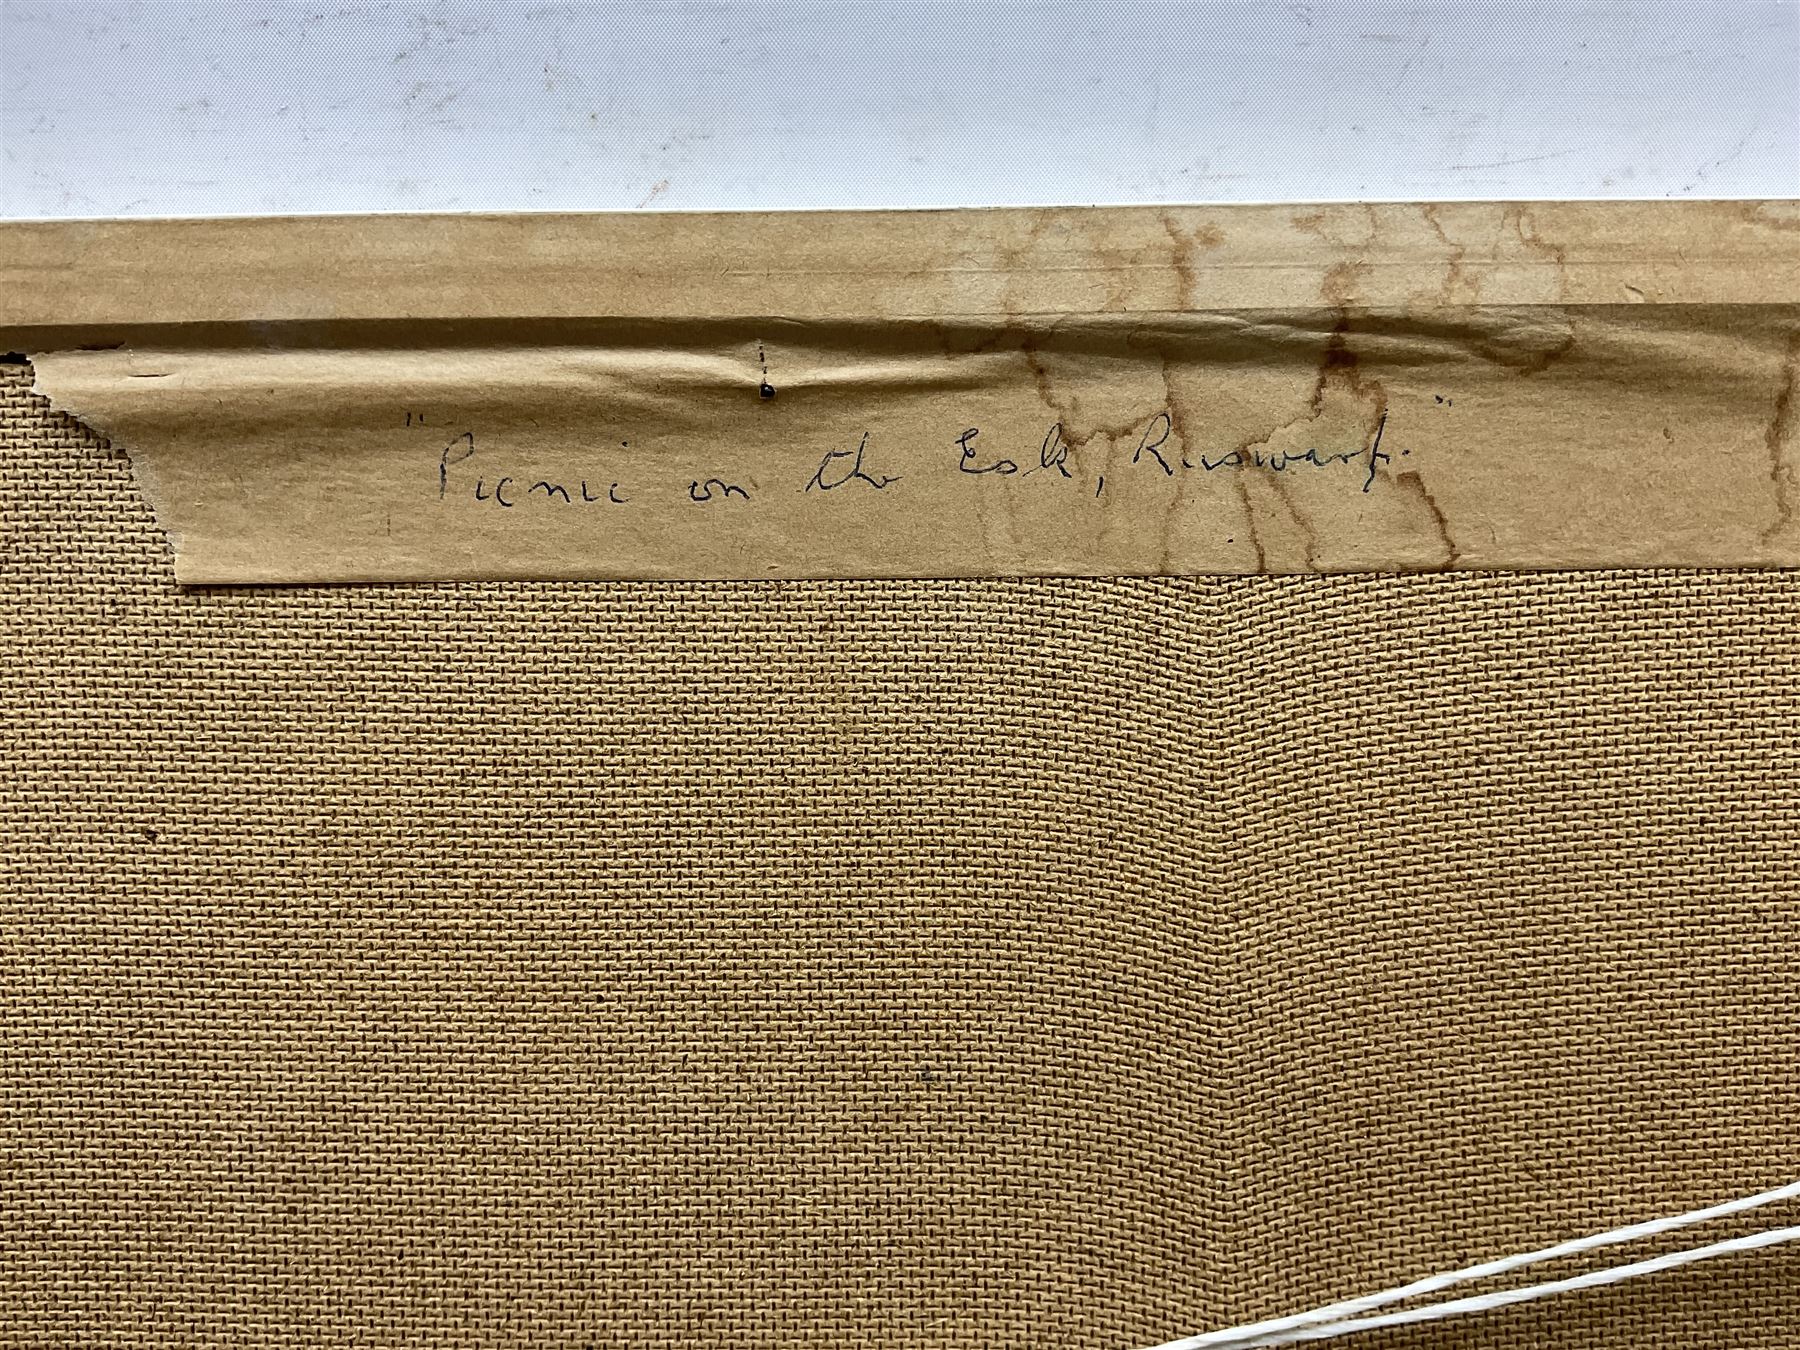 "Picnic on the Esk, Ruswarp."